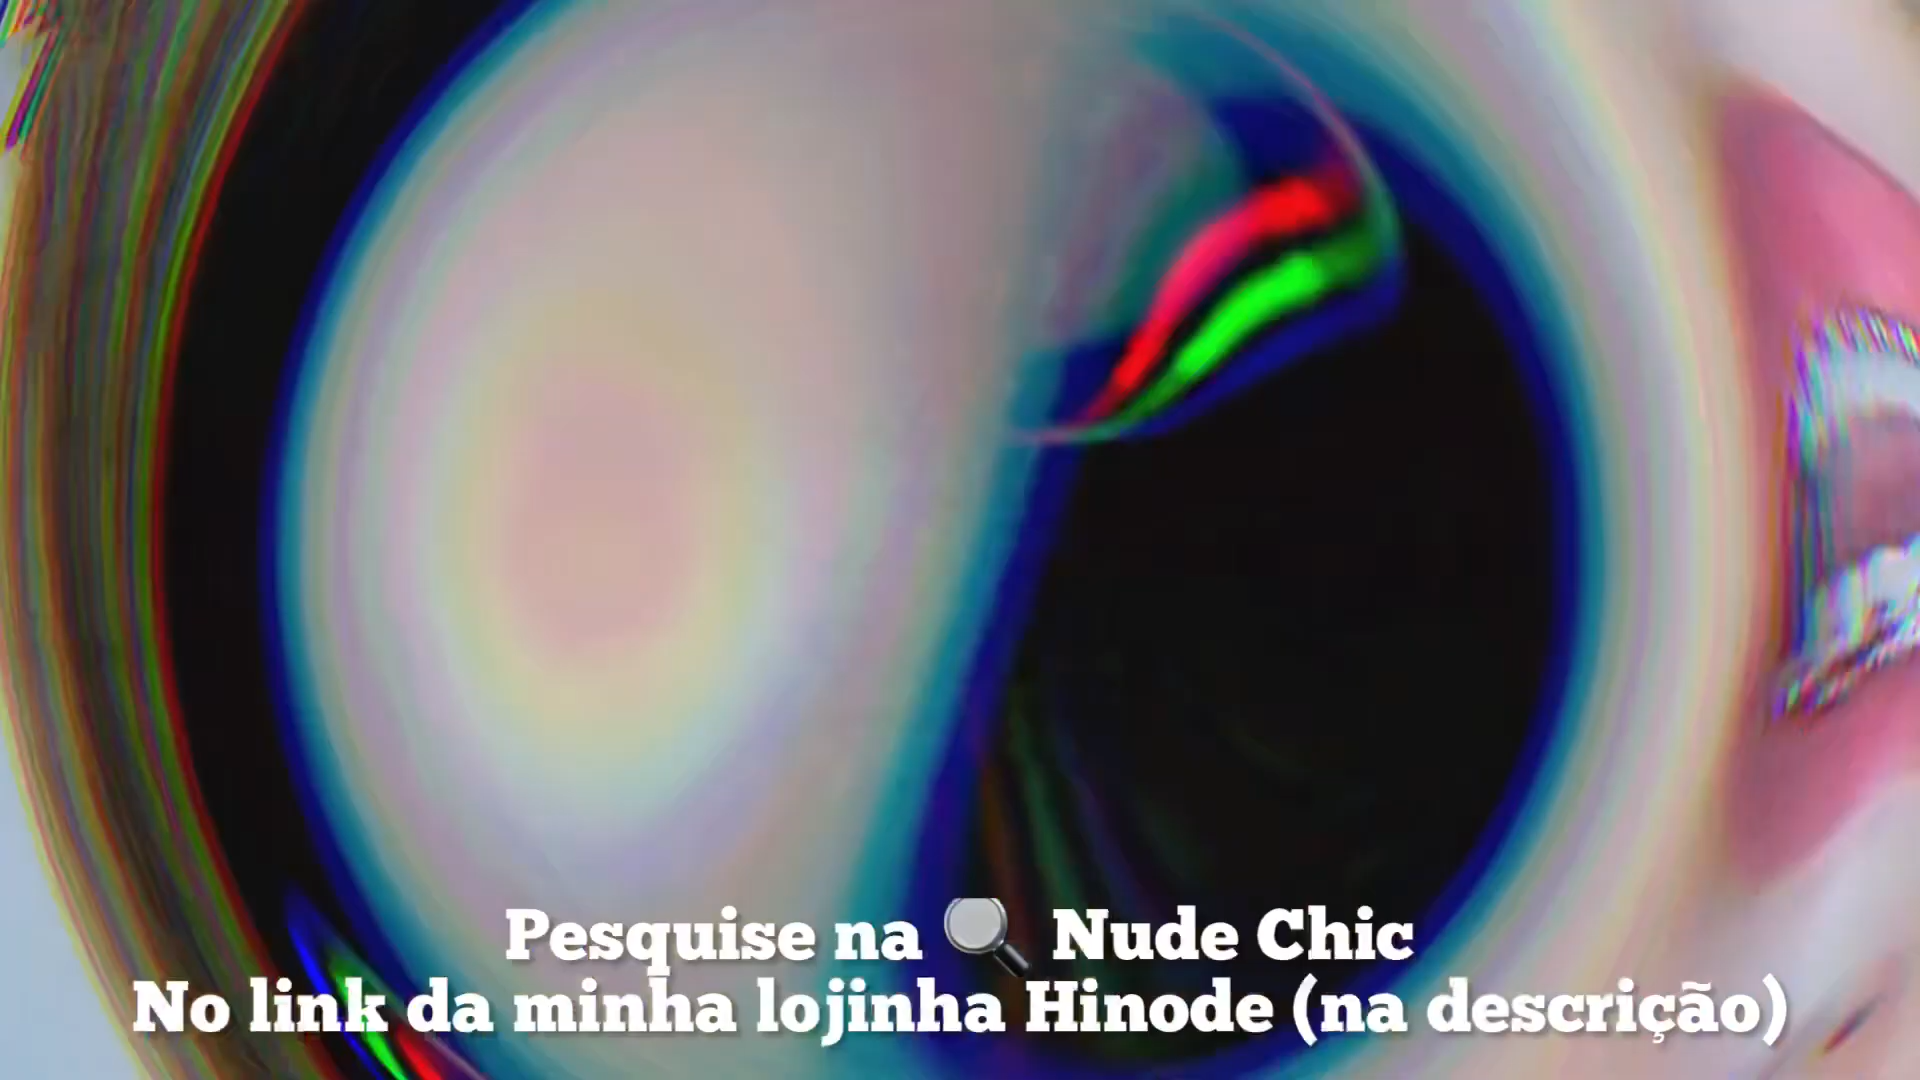 Pesquise na 🔍 Nude Chic
No link da minha lojinha Hinode (na descrição)